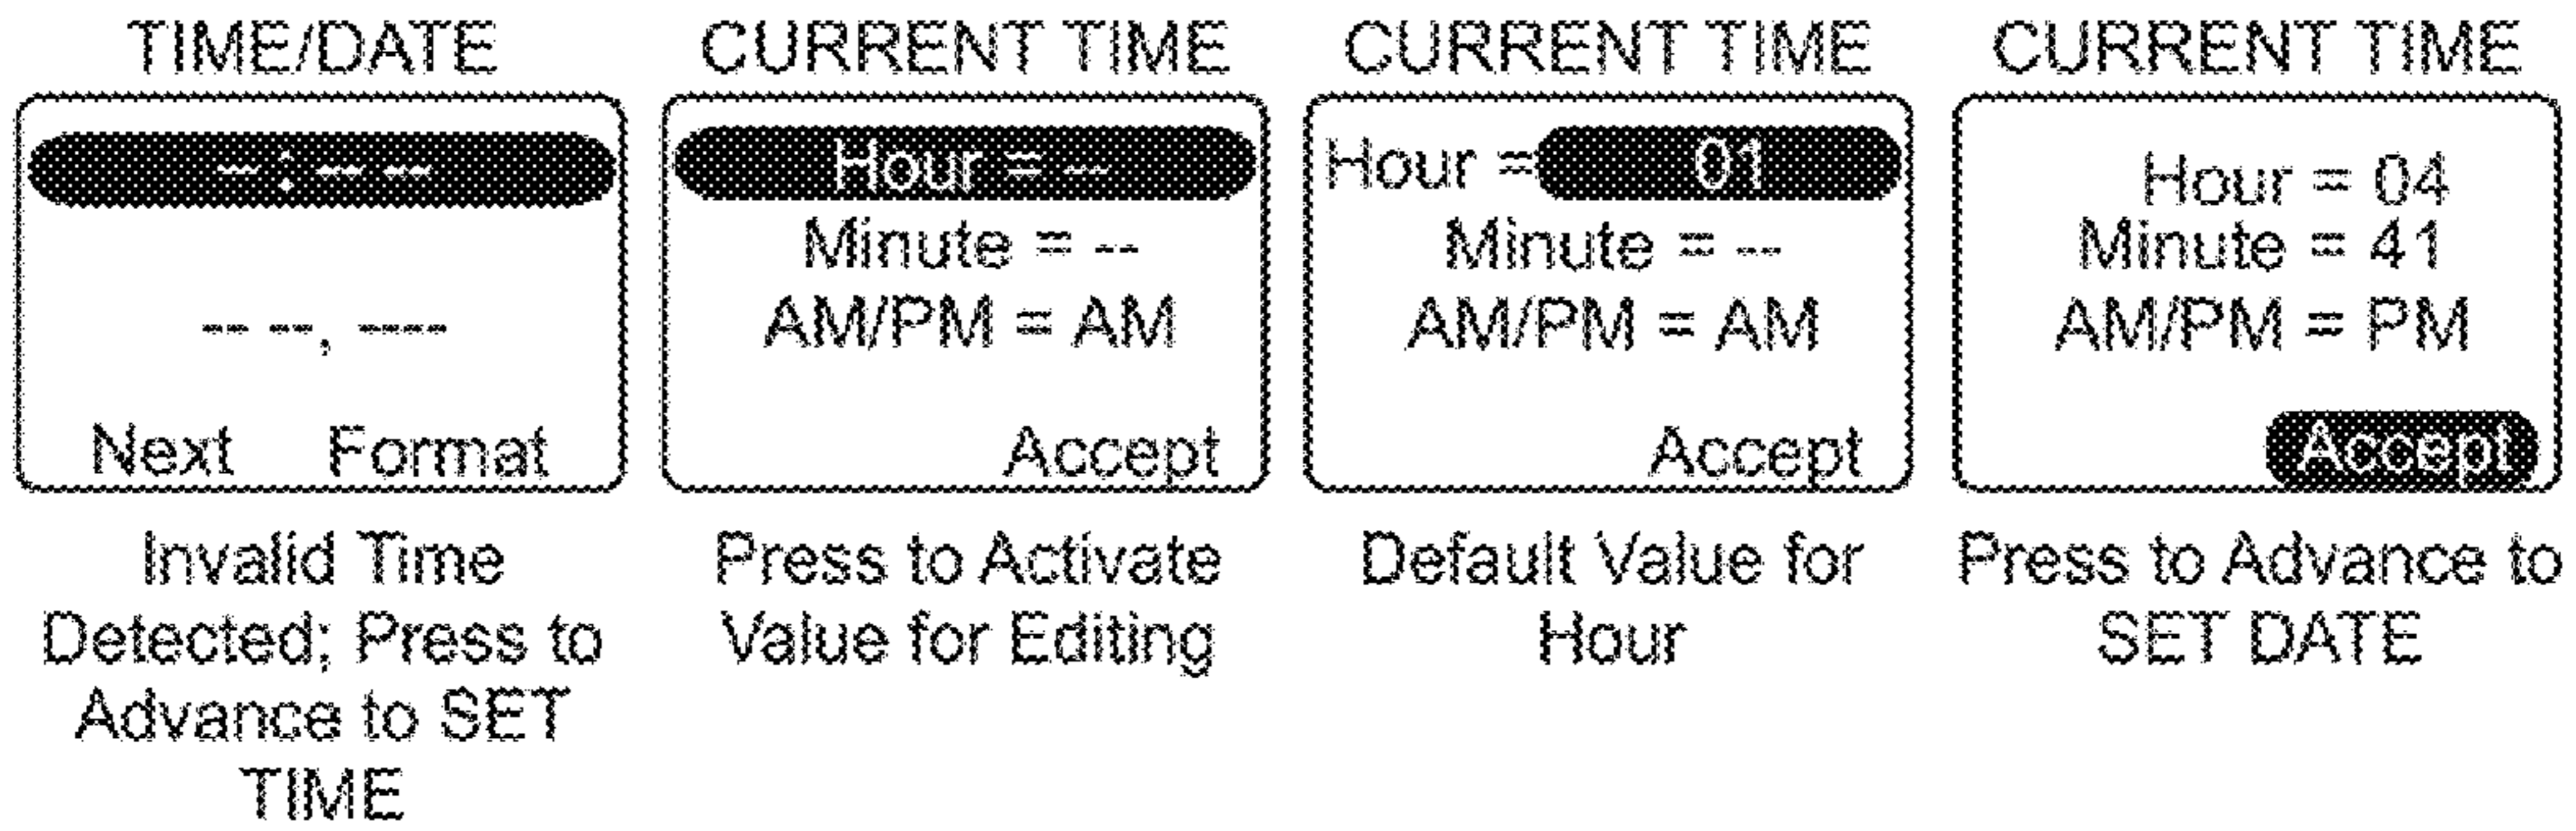 TIME/DATE
-- : -- --
-- --, ----
Next Format
Invalid Time
Detected; Press to
Advance to SET
TIME
CURRENT TIME
Hour = --
Minute = --
AM/PM = AM
Accept
Press to Activate
Value for Editing
CURRENT TIME
Hour = 01
Minute = --
AM/PM = AM
Accept
Default Value for
Hour
CURRENT TIME
Hour = 04
Minute = 41
AM/PM = PM
Accept
Press to Advance to
SET DATE